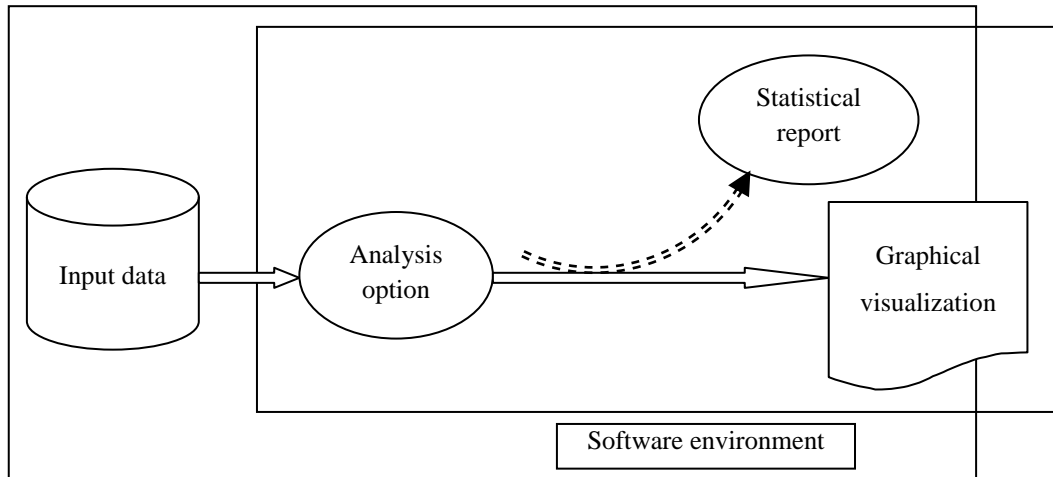 Statistical
report
Input data
Analysis
option
Graphical
visualization
Software environment